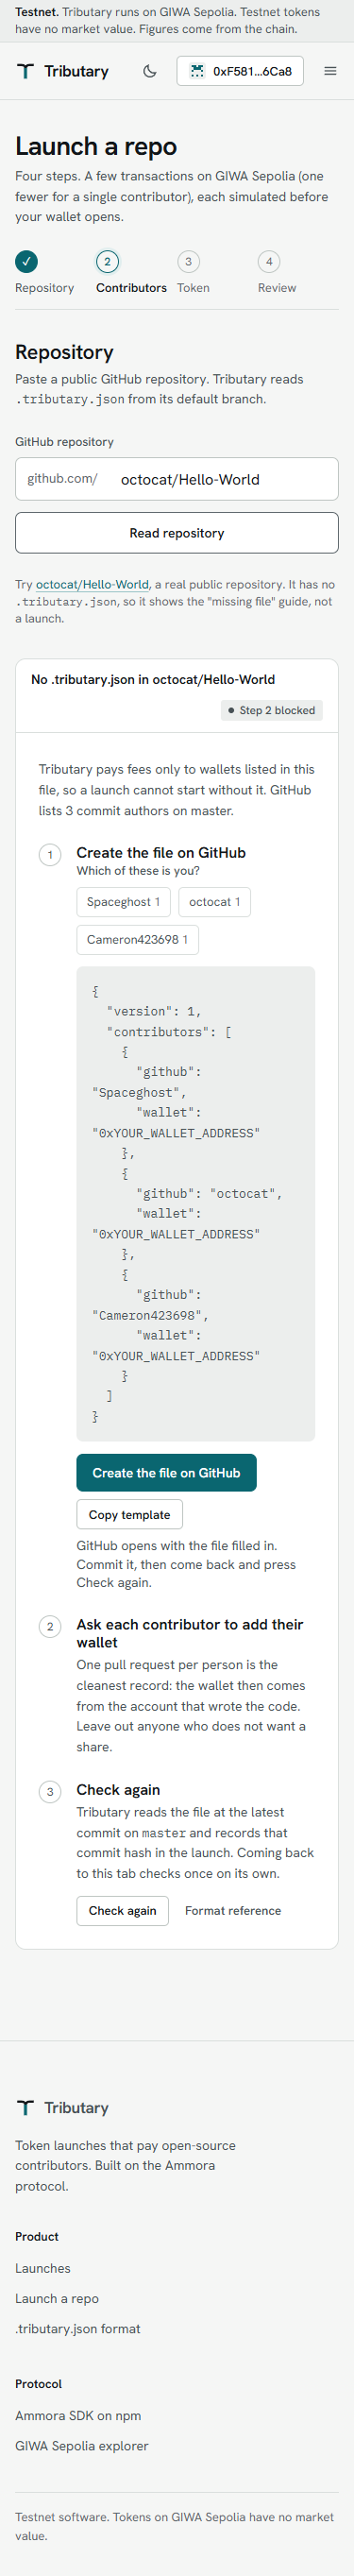 Testnet. Tributary runs on GIWA Sepolia. Testnet tokens
have no market value. Figures come from the chain.
Tributary
0xF581...6Ca8
Launch a repo
Four steps. A few transactions on GIWA Sepolia (one
fewer for a single contributor), each simulated before
your wallet opens.
✓ 2 3 4
Repository Contributors Token Review
Repository
Paste a public GitHub repository. Tributary reads
.tributary.json from its default branch.
GitHub repository
github.com/ octocat/Hello-World
Read repository
Try octocat/Hello-World, a real public repository. It has no
.tributary.json, so it shows the "missing file" guide, not
a launch.
No .tributary.json in octocat/Hello-World
Step 2 blocked
Tributary pays fees only to wallets listed in this
file, so a launch cannot start without it. GitHub
lists 3 commit authors on master.
1 Create the file on GitHub
Which of these is you?
Spaceghost 1 octocat 1
Cameron423698 1
{
"version": 1,
"contributors": [
{
"github":
"Spaceghost",
"wallet":
"0xYOUR_WALLET_ADDRESS"
},
{
"github": "octocat",
"wallet":
"0xYOUR_WALLET_ADDRESS"
},
{
"github":
"Cameron423698",
"wallet":
"0xYOUR_WALLET_ADDRESS"
}
]
}
Create the file on GitHub
Copy template
GitHub opens with the file filled in.
Commit it, then come back and press
Check again.
2 Ask each contributor to add their
wallet
One pull request per person is the
cleanest record: the wallet then comes
from the account that wrote the code.
Leave out anyone who does not want a
share.
3 Check again
Tributary reads the file at the latest
commit on master and records that
commit hash in the launch. Coming back
to this tab checks once on its own.
Check again Format reference
Tributary
Token launches that pay open-source
contributors. Built on the Ammora
protocol.
Product
Launches
Launch a repo
.tributary.json format
Protocol
Ammora SDK on npm
GIWA Sepolia explorer
Testnet software. Tokens on GIWA Sepolia have no market
value.